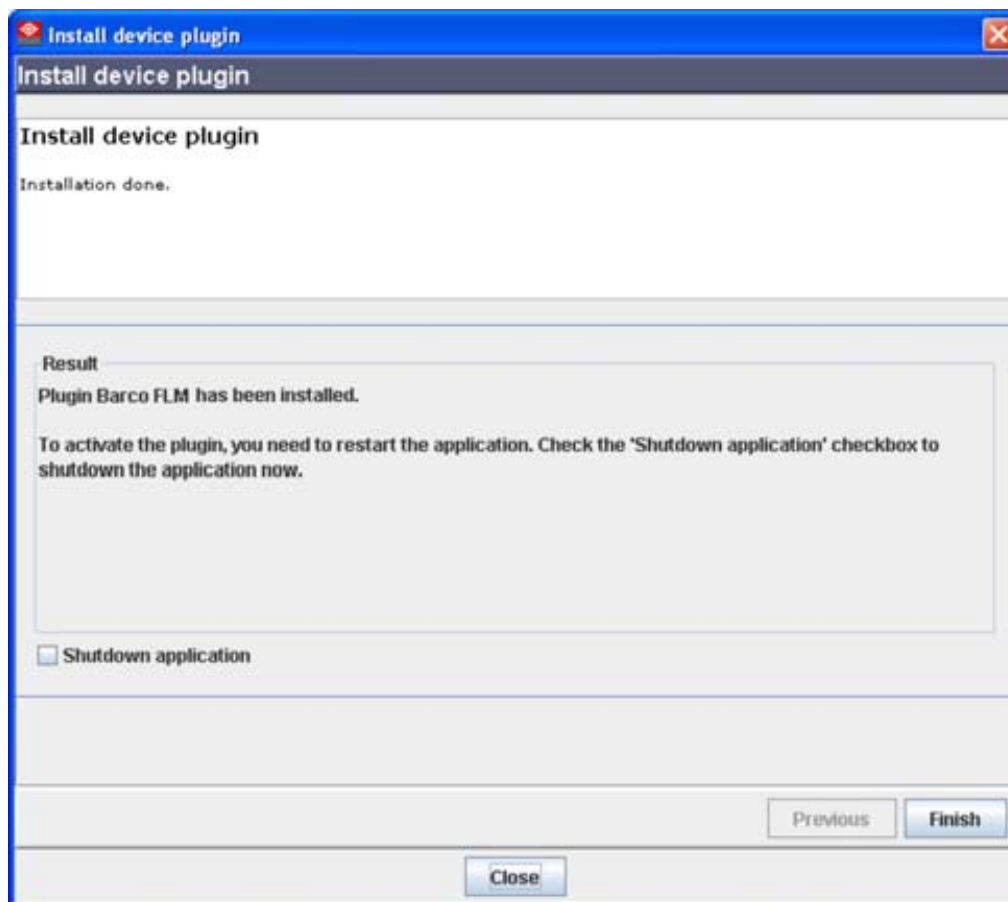 Install device plugin
Install device plugin
Install device plugin
Installation done.
Result
Plugin Barco FLM has been installed.
To activate the plugin, you need to restart the application. Check the 'Shutdown application' checkbox to
shutdown the application now.
Shutdown application
Previous
Finish
Close